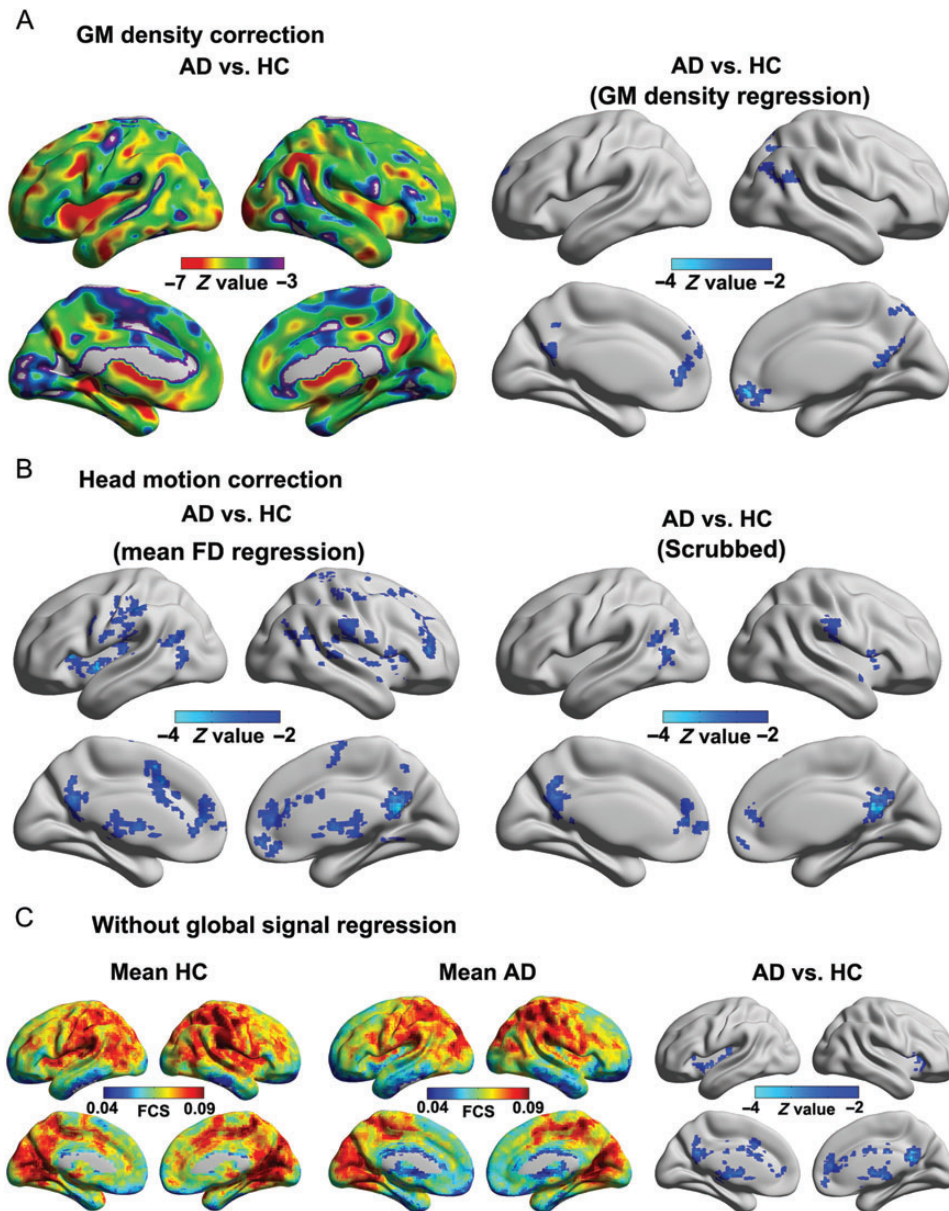 A
GM density correction
AD vs. HC
AD vs. HC
(GM density regression)
−7 Z value −3
−4 Z value −2
B
Head motion correction
AD vs. HC
(mean FD regression)
AD vs. HC
(Scrubbed)
−4 Z value −2
−4 Z value −2
C
Without global signal regression
Mean HC
Mean AD
AD vs. HC
0.04 FCS 0.09
0.04 FCS 0.09
−4 Z value −2